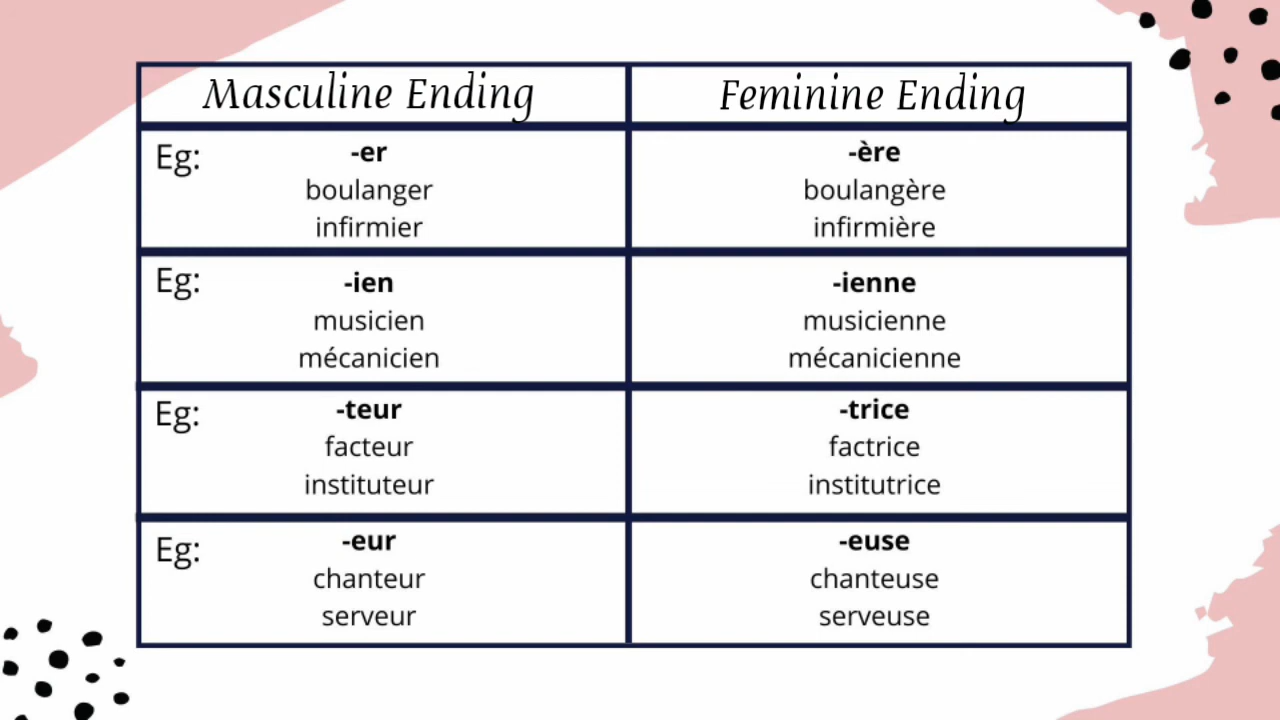 Masculine Ending
Feminine Ending
Eg:
-er
boulanger
infirmier
-ère
boulangère
infirmière
Eg:
-ien
musicien
mécanicien
-ienne
musicienne
mécanicienne
Eg:
-teur
facteur
instituteur
-trice
factrice
institutrice
Eg:
-eur
chanteur
serveur
-euse
chanteuse
serveuse